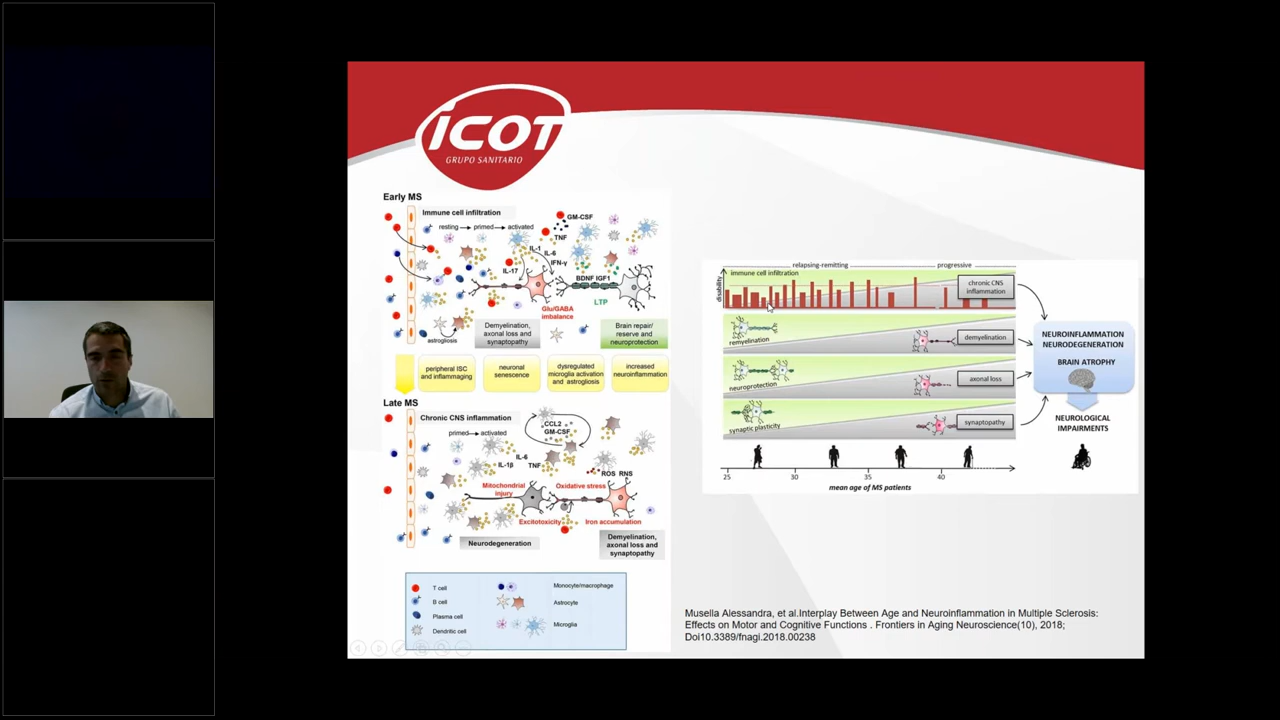 ICOT
GRUPO SANITARIO
Early MS
Immune cell infiltration
resting primed activated
GM-CSF
TNF
IL-1
IL-6
IFN-γ
IL-17
BDNF IGF1
LTP
Glu/GABA
imbalance
astrogliosis
Demyelination,
axonal loss and
synaptopathy
Brain repair/
reserve and
neuroprotection
peripheral ISC
and inflammaging
neuronal
senescence
dysregulated
microglia activation
and astrogliosis
increased
neuroinflammation
Late MS
Chronic CNS inflammation
primed activated
CCL2
GM-CSF
IL-6
IL-1β
TNF
ROS RNS
Mitochondrial
injury
Oxidative stress
Excitotoxicity
Iron accumulation
Neurodegeneration
Demyelination,
axonal loss and
synaptopathy
T cell
B cell
Plasma cell
Dendritic cell
Monocyte/macrophage
Astrocyte
Microglia
relapsing-remitting
progressive
disability
immune cell infiltration
chronic CNS
inflammation
remyelination
demyelination
neuroprotection
axonal loss
synaptic plasticity
synaptopathy
25 30 35 40
mean age of MS patients
NEUROINFLAMMATION
NEURODEGENERATION
BRAIN ATROPHY
NEUROLOGICAL
IMPAIRMENTS
Musella Alessandra, et al.Interplay Between Age and Neuroinflammation in Multiple Sclerosis:
Effects on Motor and Cognitive Functions . Frontiers in Aging Neuroscience(10), 2018;
Doi10.3389/fnagi.2018.00238